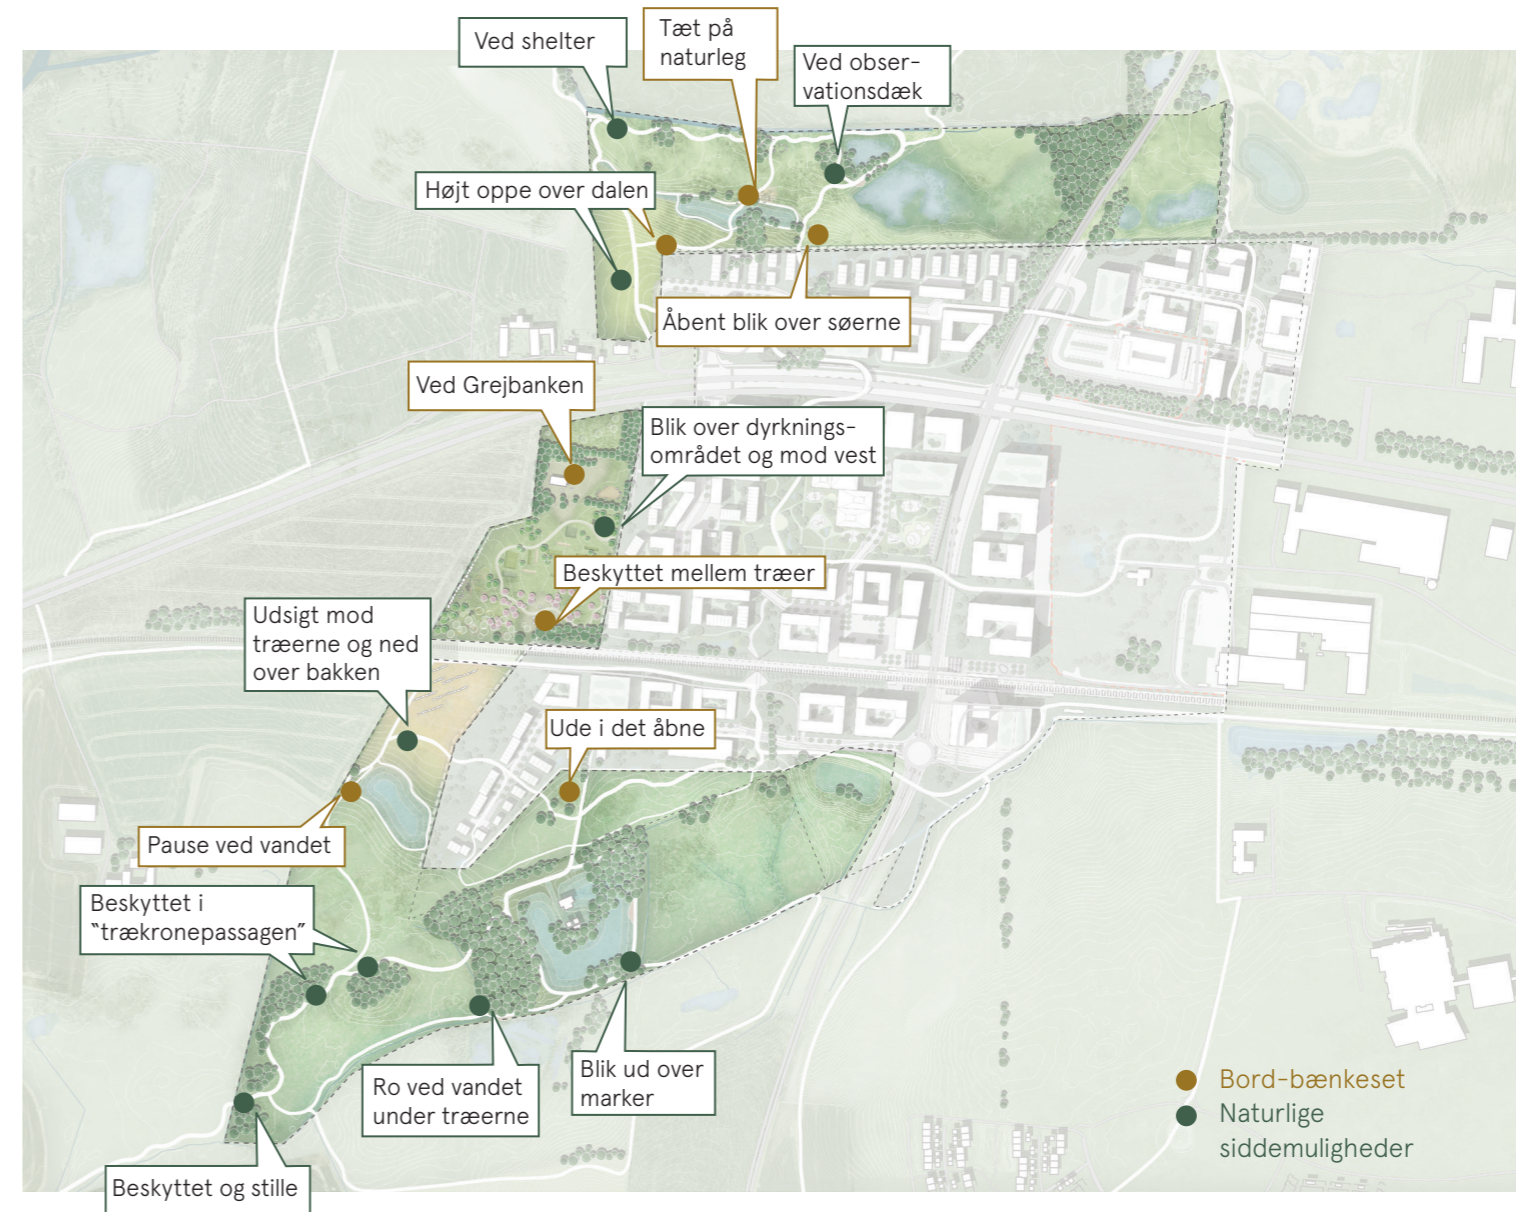 Ved shelter
Tæt på
naturleg
Ved obser-
vationsdæk
Højt oppe over dalen
Åbent blik over søerne
Ved Grejbanken
Blik over dyrknings-
området og mod vest
Beskyttet mellem træer
Udsigt mod
træerne og ned
over bakken
Ude i det åbne
Pause ved vandet
Beskyttet i
"trækronepassagen"
Ro ved vandet
under træerne
Blik ud over
marker
Beskyttet og stille
Bord-bænkeset
Naturlige
siddemuligheder